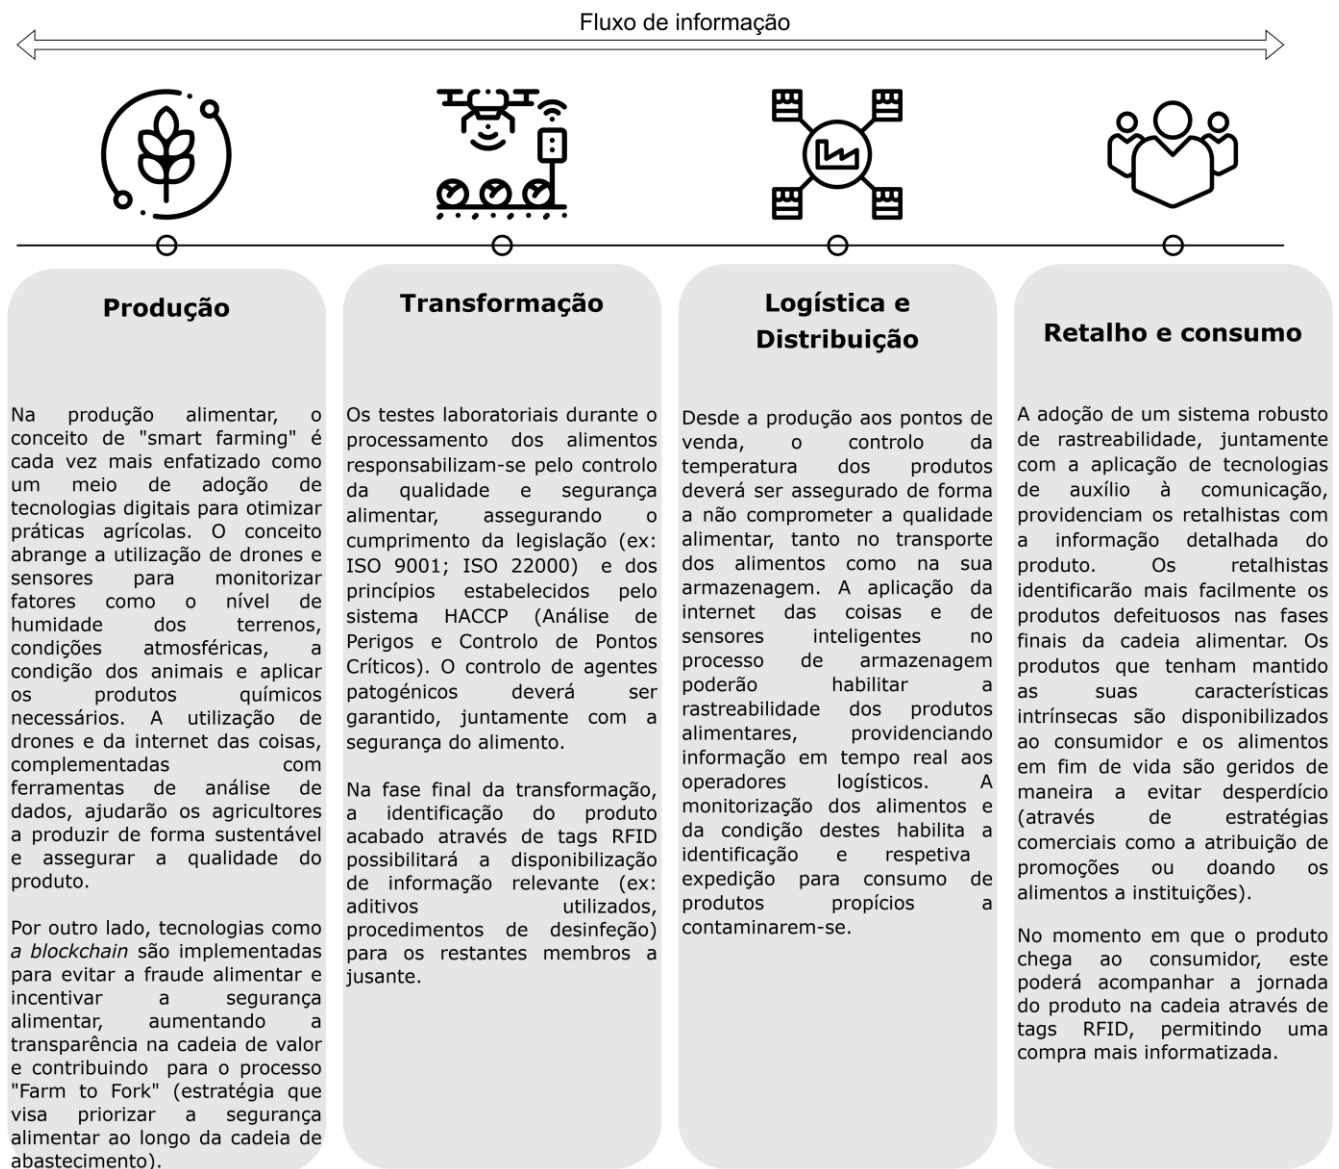 Fluxo de informação
Produção
Na produção alimentar, o
conceito de "smart farming" é
cada vez mais enfatizado como
um meio de adoção de
tecnologias digitais para otimizar
práticas agrícolas. O conceito
abrange a utilização de drones e
sensores para monitorizar
fatores como o nível de
humidade dos terrenos,
condições atmosféricas, a
condição dos animais e aplicar
os produtos químicos
necessários. A utilização de
drones e da internet das coisas,
complementadas com
ferramentas de análise de
dados, ajudarão os agricultores
a produzir de forma sustentável
e assegurar a qualidade do
produto.
Por outro lado, tecnologias como
a blockchain são implementadas
para evitar a fraude alimentar e
incentivar a segurança
alimentar, aumentando a
transparência na cadeia de valor
e contribuindo para o processo
"Farm to Fork" (estratégia que
visa priorizar a segurança
alimentar ao longo da cadeia de
abastecimento).
Transformação
Os testes laboratoriais durante o
processamento dos alimentos
responsabilizam-se pelo controlo
da qualidade e segurança
alimentar, assegurando o
cumprimento da legislação (ex:
ISO 9001; ISO 22000) e dos
princípios estabelecidos pelo
sistema HACCP (Análise de
Perigos e Controlo de Pontos
Críticos). O controlo de agentes
patogénicos deverá ser
garantido, juntamente com a
segurança do alimento.
Na fase final da transformação,
a identificação do produto
acabado através de tags RFID
possibilitará a disponibilização
de informação relevante (ex:
aditivos utilizados,
procedimentos de desinfeção)
para os restantes membros a
jusante.
Logística e
Distribuição
Desde a produção aos pontos de
venda, o controlo da
temperatura dos produtos
deverá ser assegurado de forma
a não comprometer a qualidade
alimentar, tanto no transporte
dos alimentos como na sua
armazenagem. A aplicação da
internet das coisas e de
sensores inteligentes no
processo de armazenagem
poderão habilitar a
rastreabilidade dos produtos
alimentares, providenciando
informação em tempo real aos
operadores logísticos. A
monitorização dos alimentos e
da condição destes habilita a
identificação e respetiva
expedição para consumo de
produtos propícios a
contaminarem-se.
Retalho e consumo
A adoção de um sistema robusto
de rastreabilidade, juntamente
com a aplicação de tecnologias
de auxílio à comunicação,
providenciam os retalhistas com
a informação detalhada do
produto. Os retalhistas
identificarão mais facilmente os
produtos defeituosos nas fases
finais da cadeia alimentar. Os
produtos que tenham mantido
as suas características
intrínsecas são disponibilizados
ao consumidor e os alimentos
em fim de vida são geridos de
maneira a evitar desperdício
(através de estratégias
comerciais como a atribuição de
promoções ou doando os
alimentos a instituições).
No momento em que o produto
chega ao consumidor, este
poderá acompanhar a jornada
do produto na cadeia através de
tags RFID, permitindo uma
compra mais informatizada.